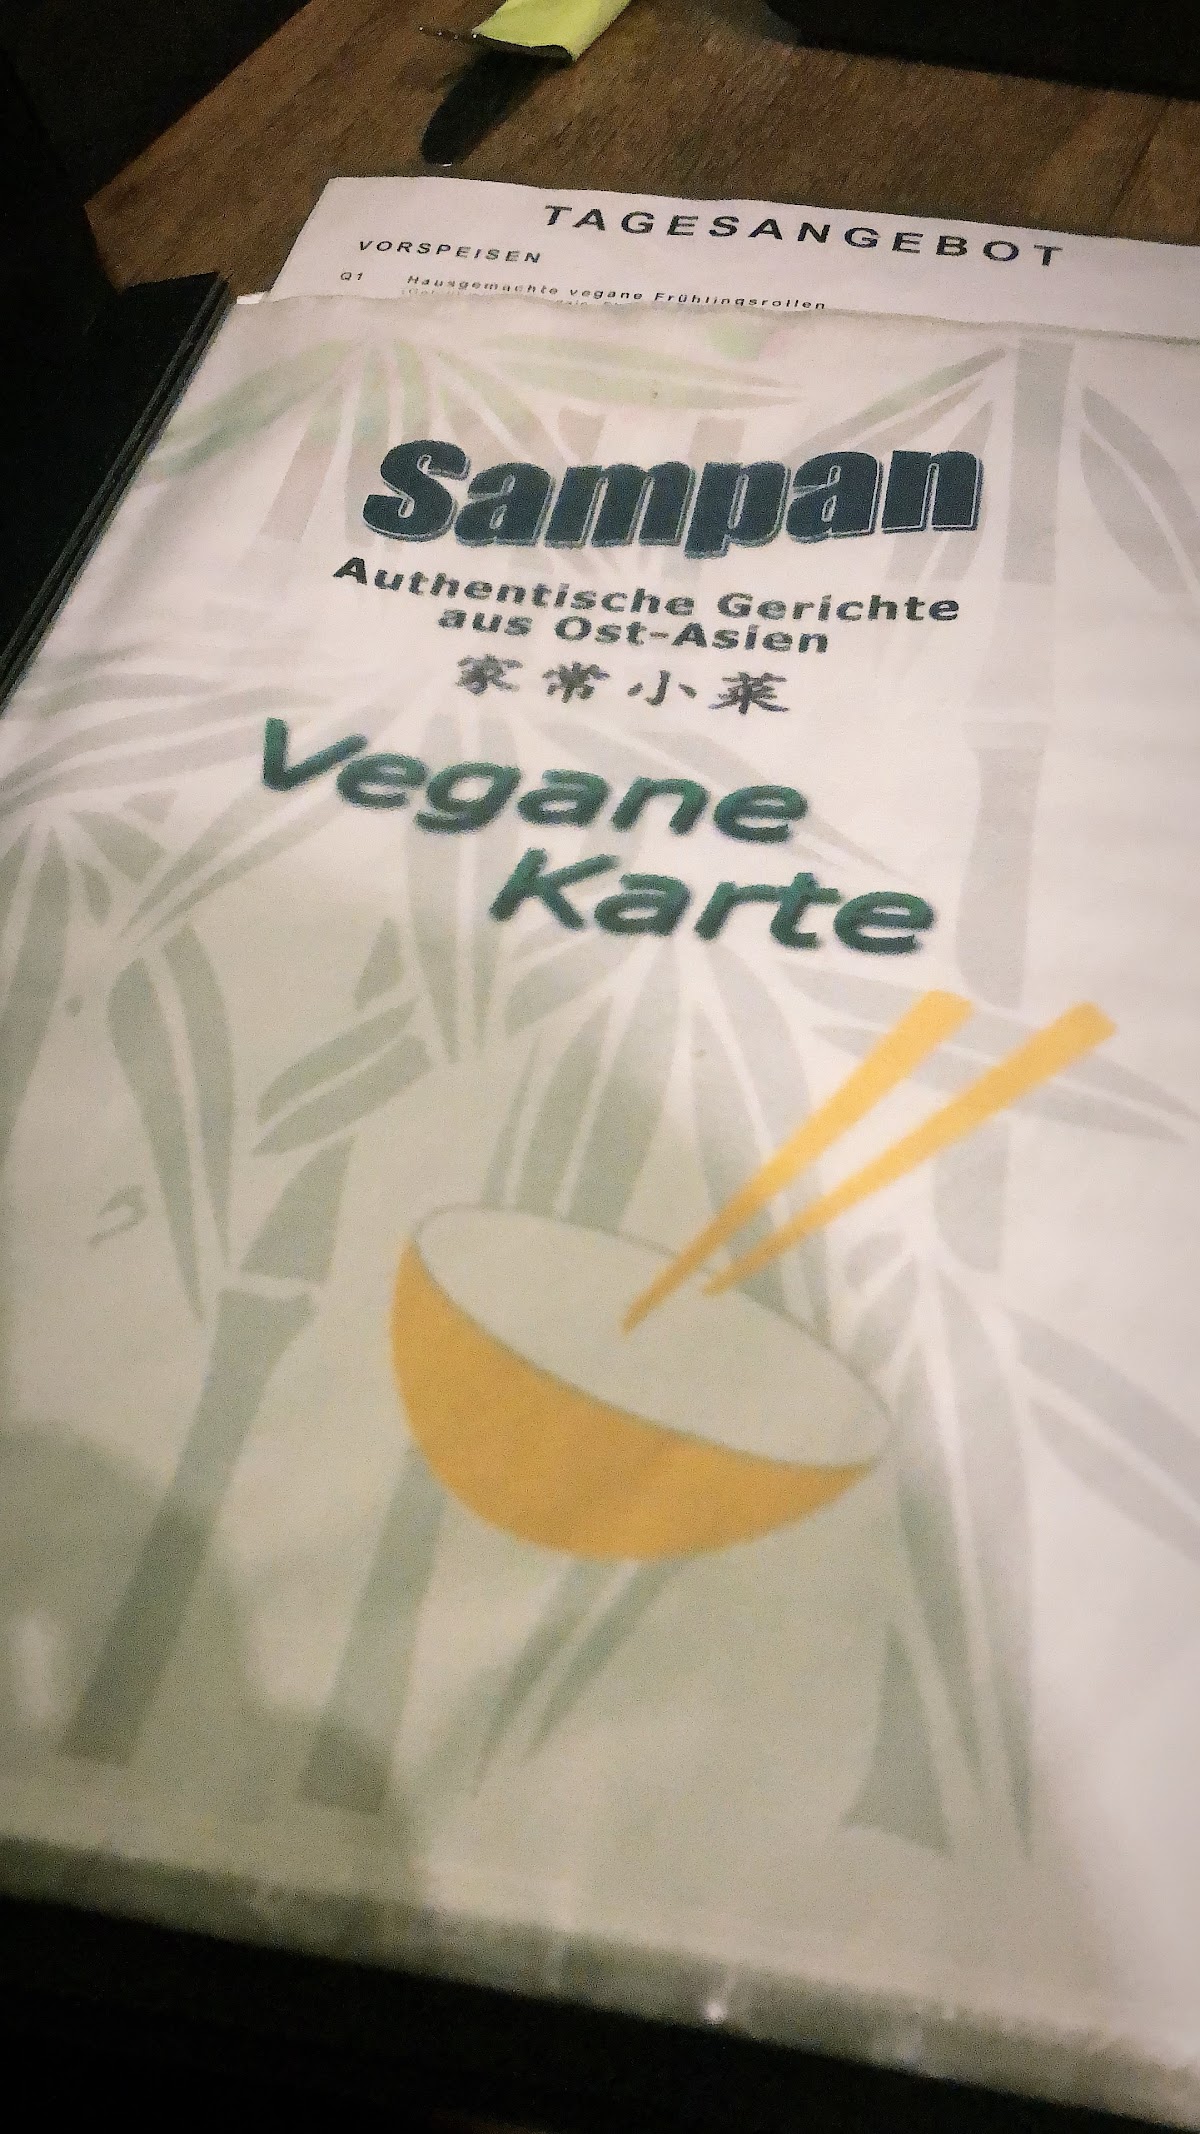 TAGESANGEBOT
VORSPEISEN
Q1 Hausgemachte vegane Frühlingsrollen
Sampan
Authentische Gerichte
aus Ost-Asien
家常小菜
Vegane
Karte